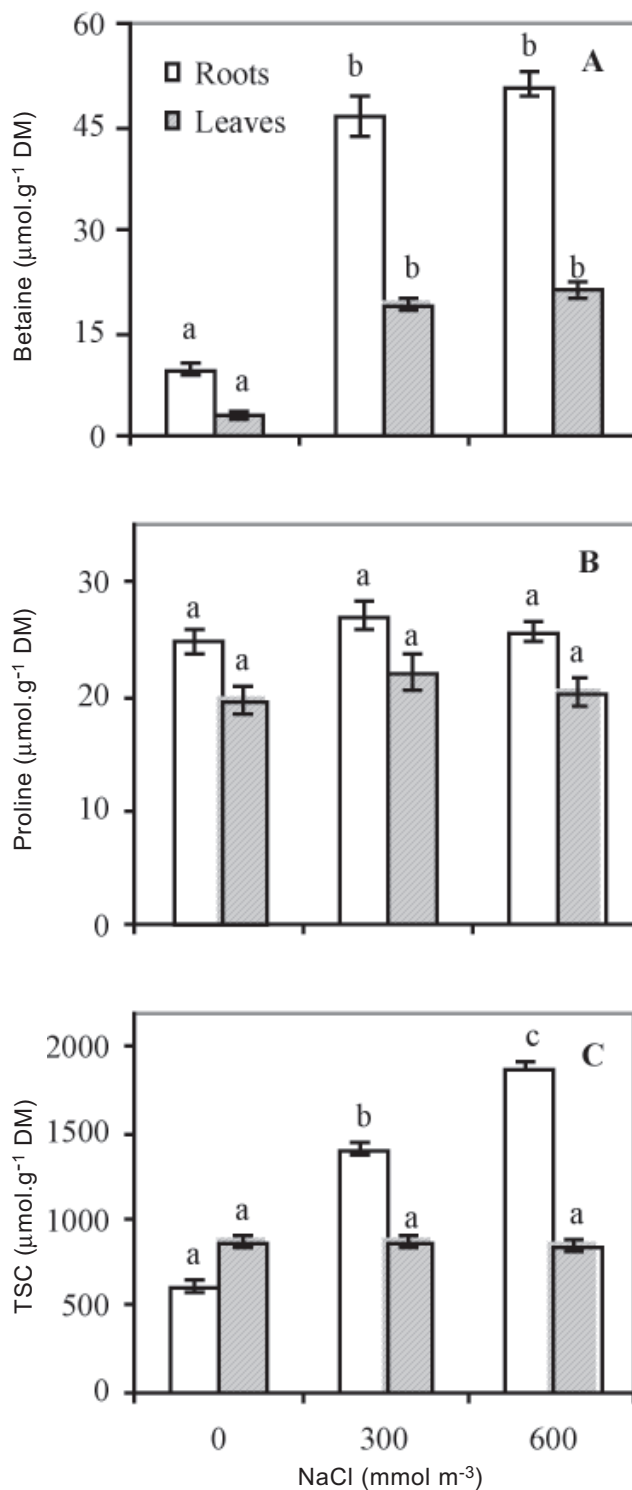 60
b
b
A
Roots
Leaves
45
30
b
b
15
a
a
0
Betaine (μmol.g⁻¹ DM)
B
30
a
a
a
a
a
a
20
10
0
Proline (μmol.g⁻¹ DM)
2000
c
C
1500
b
1000
a
a
a
a
500
0
TSC (μmol.g⁻¹ DM)
0 300 600
NaCl (mmol m⁻³)